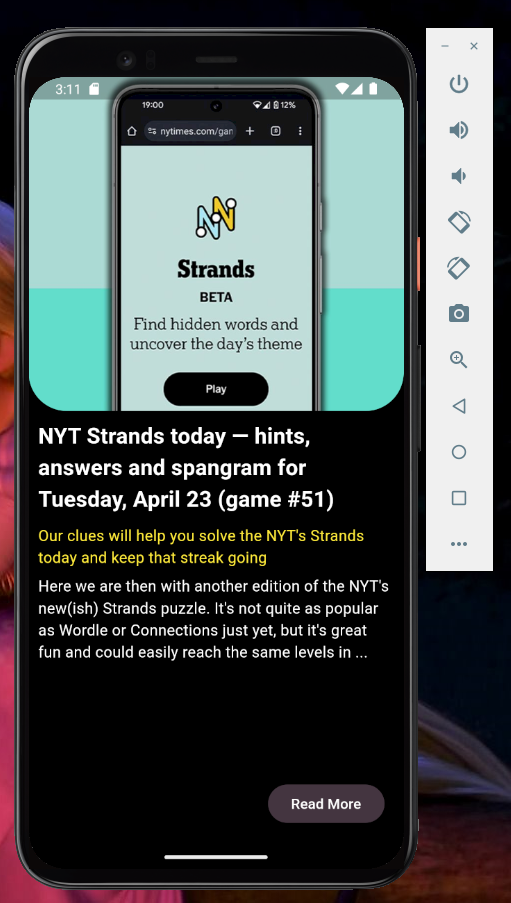 3:11
19:00
12%
nytimes.com/gan
Strands
BETA
Find hidden words and
uncover the day's theme
Play
NYT Strands today — hints,
answers and spangram for
Tuesday, April 23 (game #51)
Our clues will help you solve the NYT's Strands
today and keep that streak going
Here we are then with another edition of the NYT's
new(ish) Strands puzzle. It's not quite as popular
as Wordle or Connections just yet, but it's great
fun and could easily reach the same levels in ...
Read More